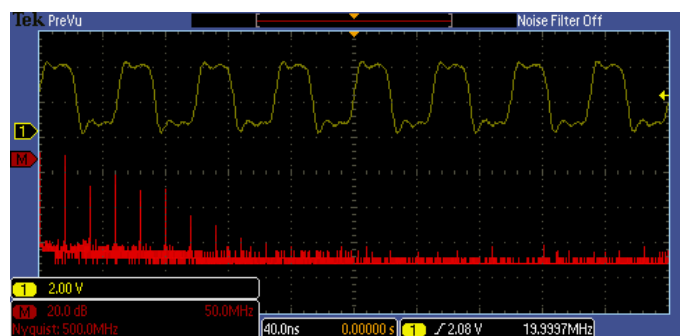 Tek PreVu
Noise Filter Off
1
M
1 2.00 V
M 20.0 dB 50.0MHz
Nyquist: 500.0MHz
40.0ns 0.00000 s
1 2.08 V
19.9997MHz